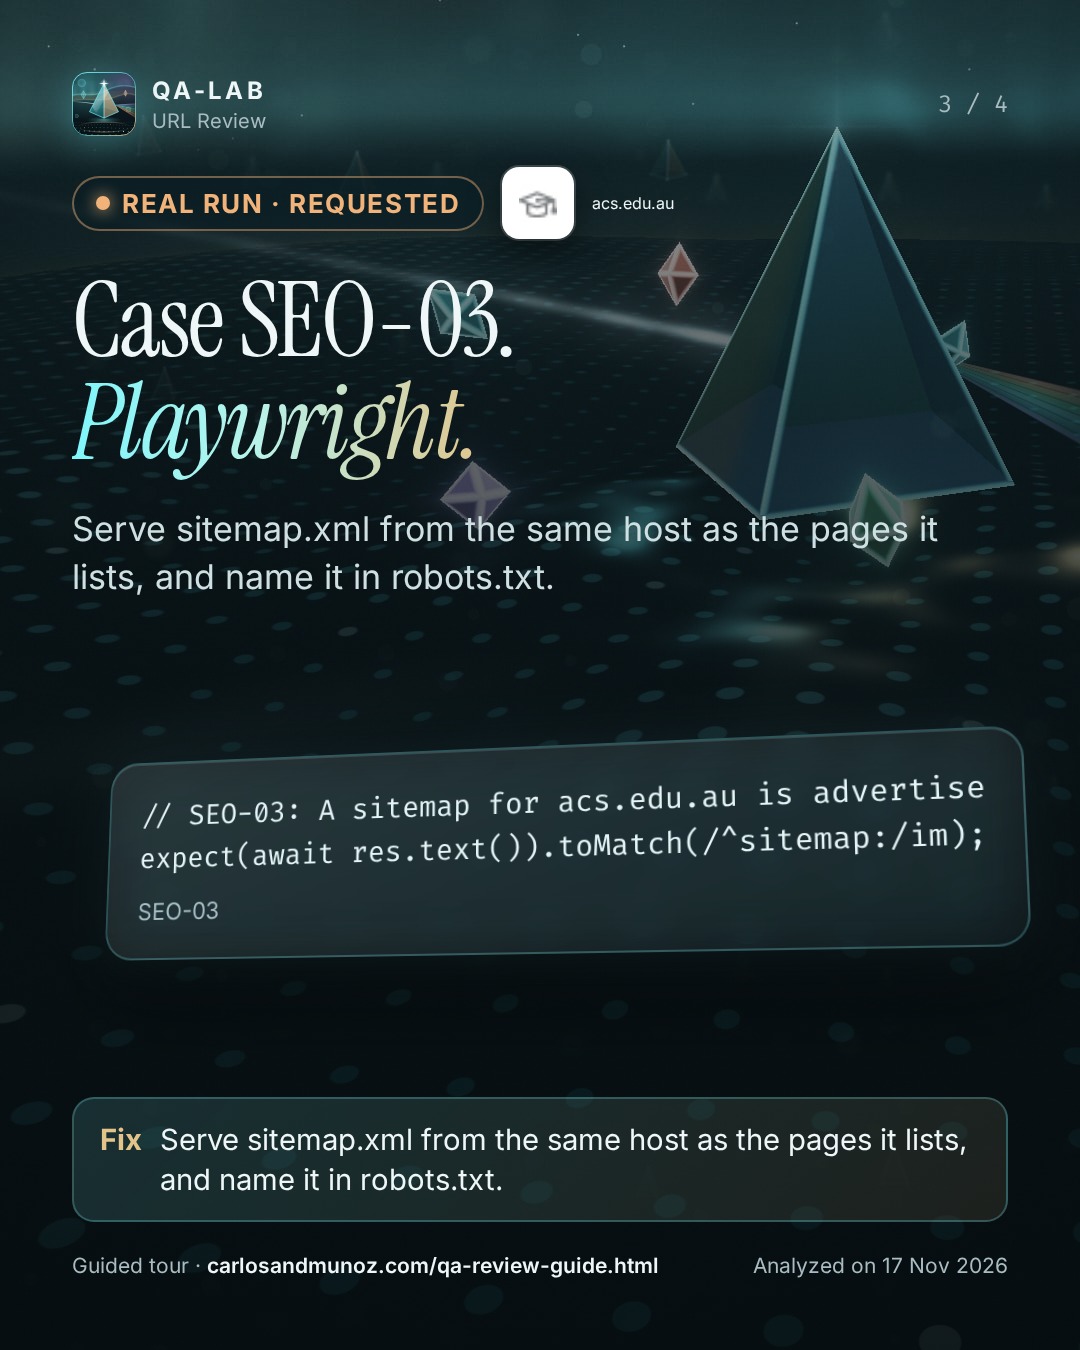 QA-LAB
URL Review
3 / 4
REAL RUN · REQUESTED
acs.edu.au
Case SEO-03.
Playwright.
Serve sitemap.xml from the same host as the pages it
lists, and name it in robots.txt.
// SEO-03: A sitemap for acs.edu.au is advertise
expect(await res.text()).toMatch(/^sitemap:/im);
SEO-03
Fix Serve sitemap.xml from the same host as the pages it lists,
and name it in robots.txt.
Guided tour · carlosandmunoz.com/qa-review-guide.html
Analyzed on 17 Nov 2026